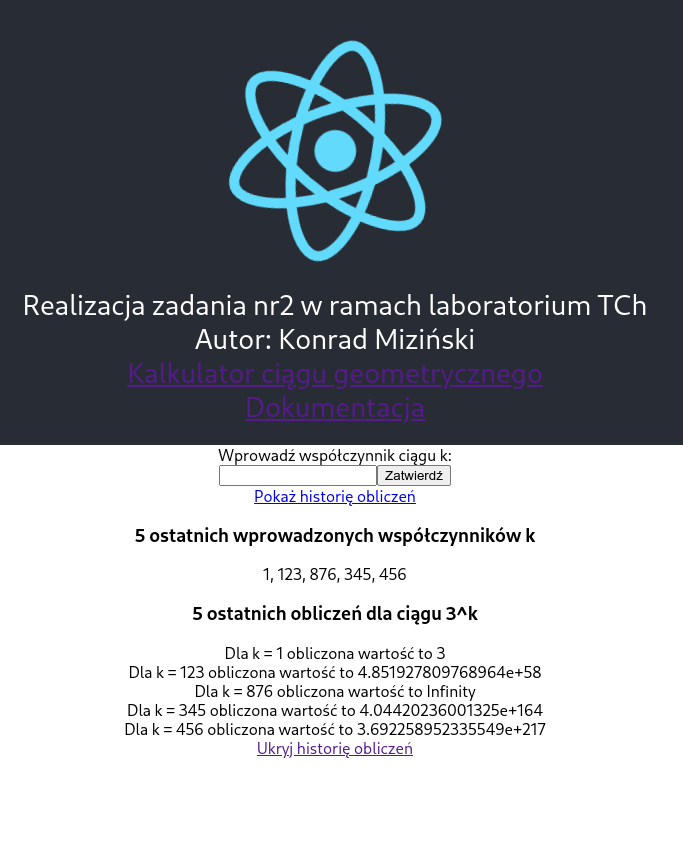 Realizacja zadania nr2 w ramach laboratorium TCh
Autor: Konrad Miziński
Kalkulator ciągu geometrycznego
Dokumentacja
Wprowadź współczynnik ciągu k:
Zatwierdź
Pokaż historię obliczeń
5 ostatnich wprowadzonych współczynników k
1, 123, 876, 345, 456
5 ostatnich obliczeń dla ciągu 3^k
Dla k = 1 obliczona wartość to 3
Dla k = 123 obliczona wartość to 4.851927809768964e+58
Dla k = 876 obliczona wartość to Infinity
Dla k = 345 obliczona wartość to 4.04420236001325e+164
Dla k = 456 obliczona wartość to 3.692258952335549e+217
Ukryj historię obliczeń